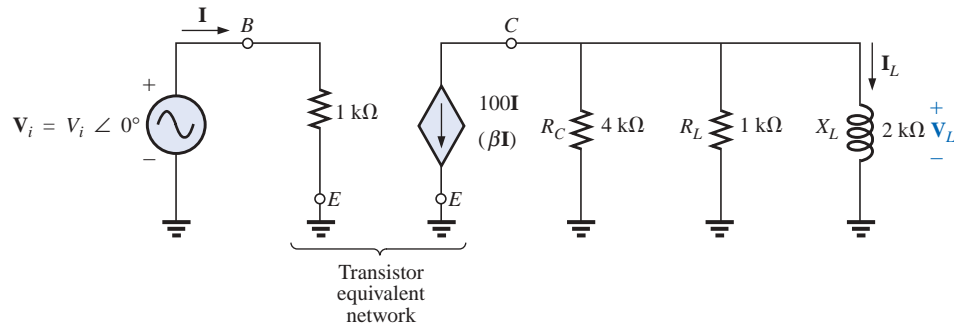 I
B
+
V_i = V_i ∠ 0°
−
1 kΩ
E
C
100I
(βI)
E
R_C
4 kΩ
R_L
1 kΩ
I_L
X_L
2 kΩ
+
V_L
−
Transistor
equivalent
network